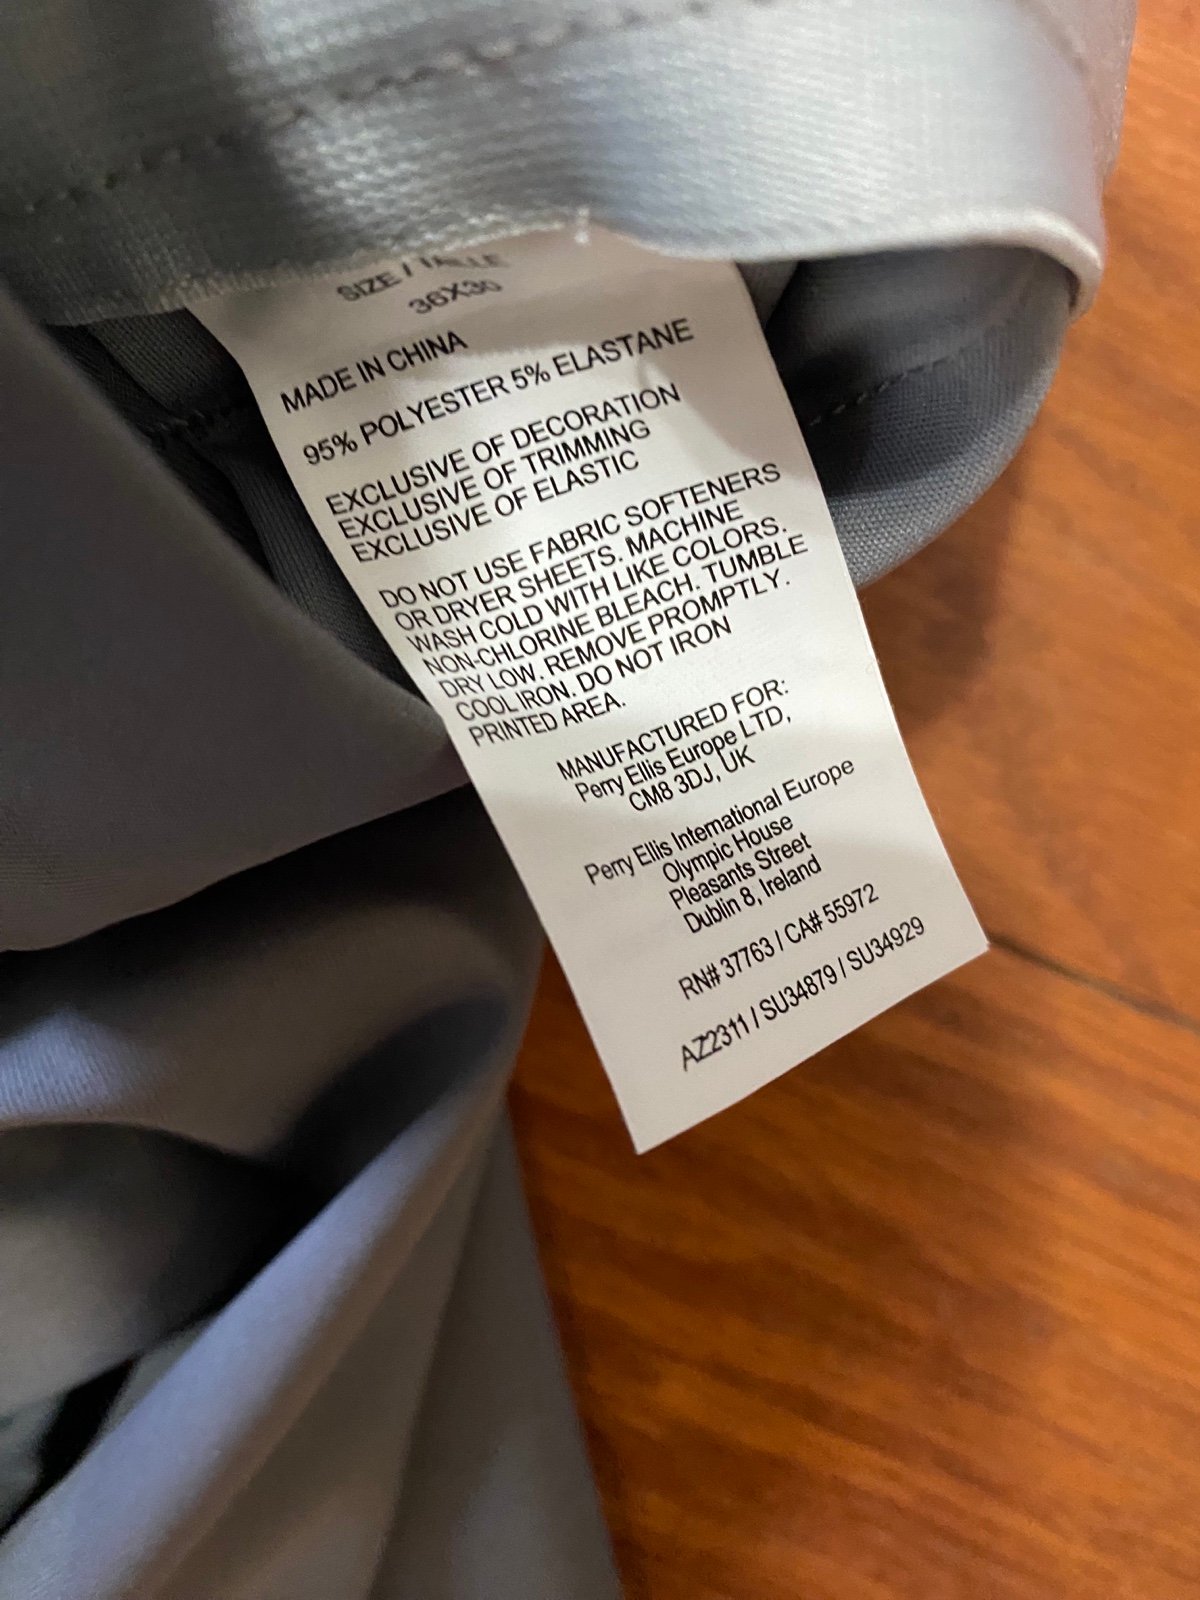 SIZE / TAILLE
36X30
MADE IN CHINA
95% POLYESTER 5% ELASTANE
EXCLUSIVE OF DECORATION
EXCLUSIVE OF TRIMMING
EXCLUSIVE OF ELASTIC
DO NOT USE FABRIC SOFTENERS
OR DRYER SHEETS. MACHINE
WASH COLD WITH LIKE COLORS.
NON-CHLORINE BLEACH. TUMBLE
DRY LOW. REMOVE PROMPTLY.
COOL IRON. DO NOT IRON
PRINTED AREA.
MANUFACTURED FOR:
Perry Ellis Europe LTD,
CM8 3DJ, UK
Perry Ellis International Europe
Olympic House
Pleasants Street
Dublin 8, Ireland
RN# 37763 / CA# 55972
AZ2311 / SU34879 / SU34929